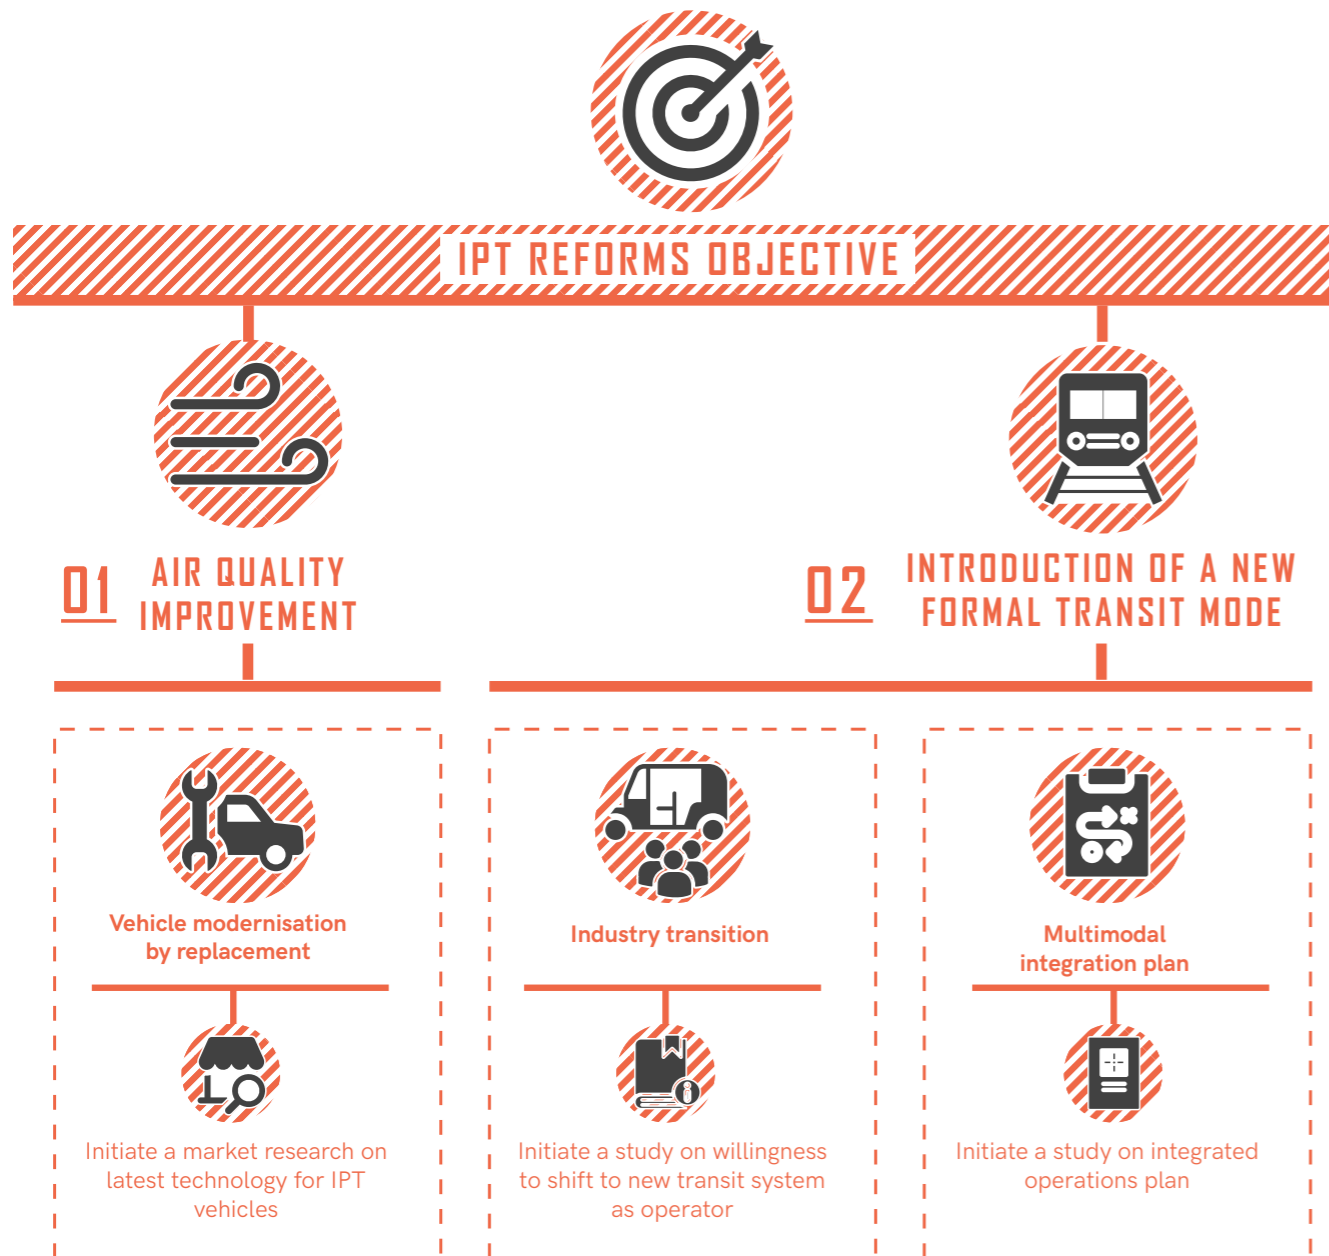 IPT REFORMS OBJECTIVE
01
AIR QUALITY
IMPROVEMENT
02
INTRODUCTION OF A NEW
FORMAL TRANSIT MODE
Vehicle modernisation
by replacement
Initiate a market research on
latest technology for IPT
vehicles
Industry transition
Initiate a study on willingness
to shift to new transit system
as operator
Multimodal
integration plan
Initiate a study on integrated
operations plan